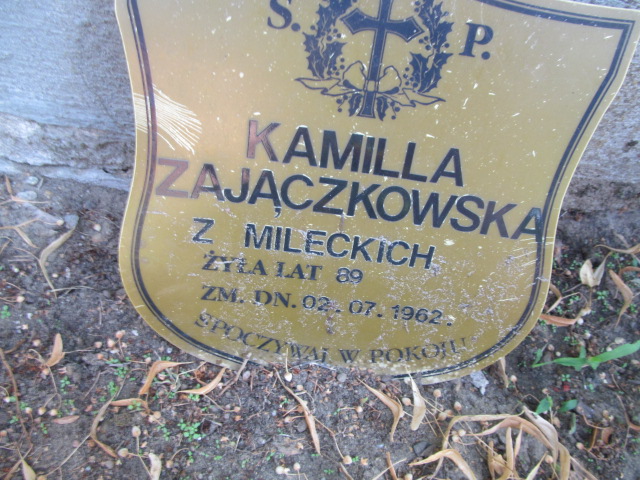 Ś. P.
KAMILLA
ZAJĄCZKOWSKA
Z MILECKICH
ŻYŁA LAT 89
ZM. DN. 02.07.1962.
SPOCZYWAJ W POKOJU